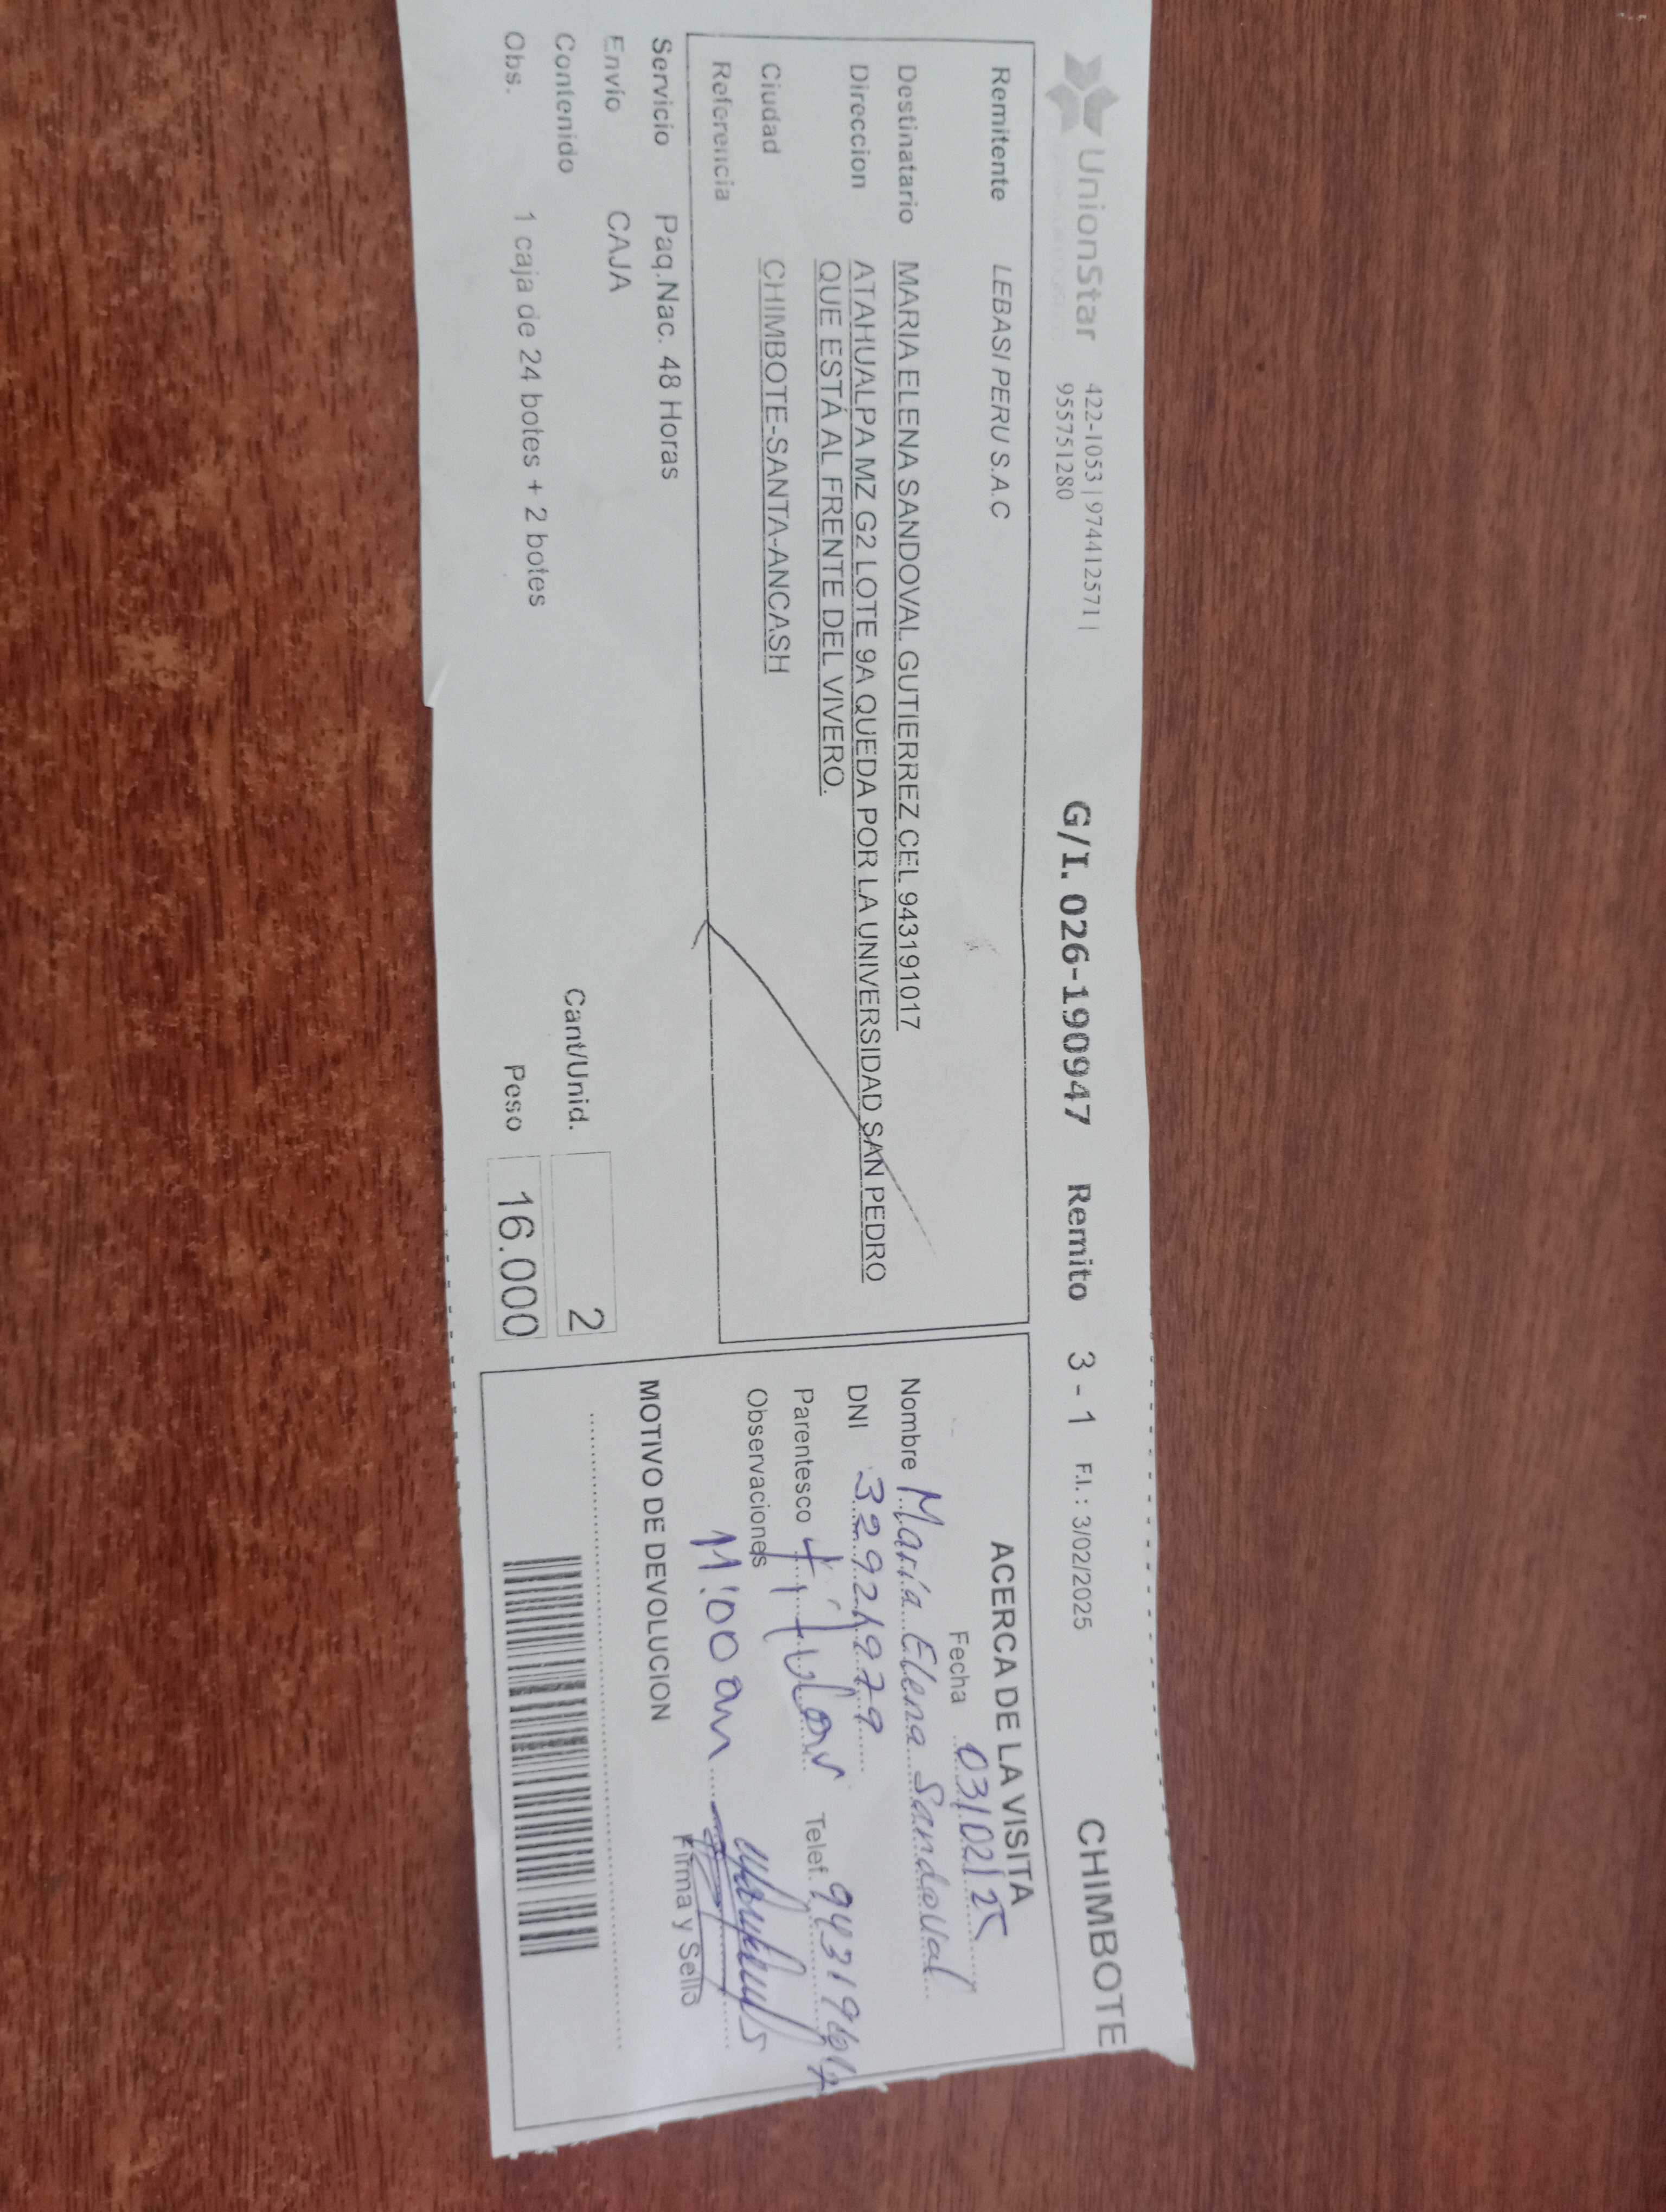 UnionStar
422-1053 | 974412571 |
955751280
G/I. 026-190947 Remito 3 - 1 F.I. : 3/02/2025 CHIMBOTE
Remitente LEBASI PERU S.A.C
Destinatario MARIA ELENA SANDOVAL GUTIERREZ CEL 943191017
Direccion ATAHUALPA MZ G2 LOTE 9A QUEDA POR LA UNIVERSIDAD SAN PEDRO
QUE ESTÁ AL FRENTE DEL VIVERO.
Ciudad CHIMBOTE-SANTA-ANCASH
Referencia
Servicio Paq.Nac. 48 Horas
Envío CAJA
Contenido
Obs. 1 caja de 24 botes + 2 botes
Cant/Unid. 2
Peso 16.000
ACERCA DE LA VISITA
Fecha 03/02/25
Nombre María Elena Sandoval
DNI 32924979
Parentesco titular Telef.
Observaciones
11:00 am
Firma y Sello
MOTIVO DE DEVOLUCION